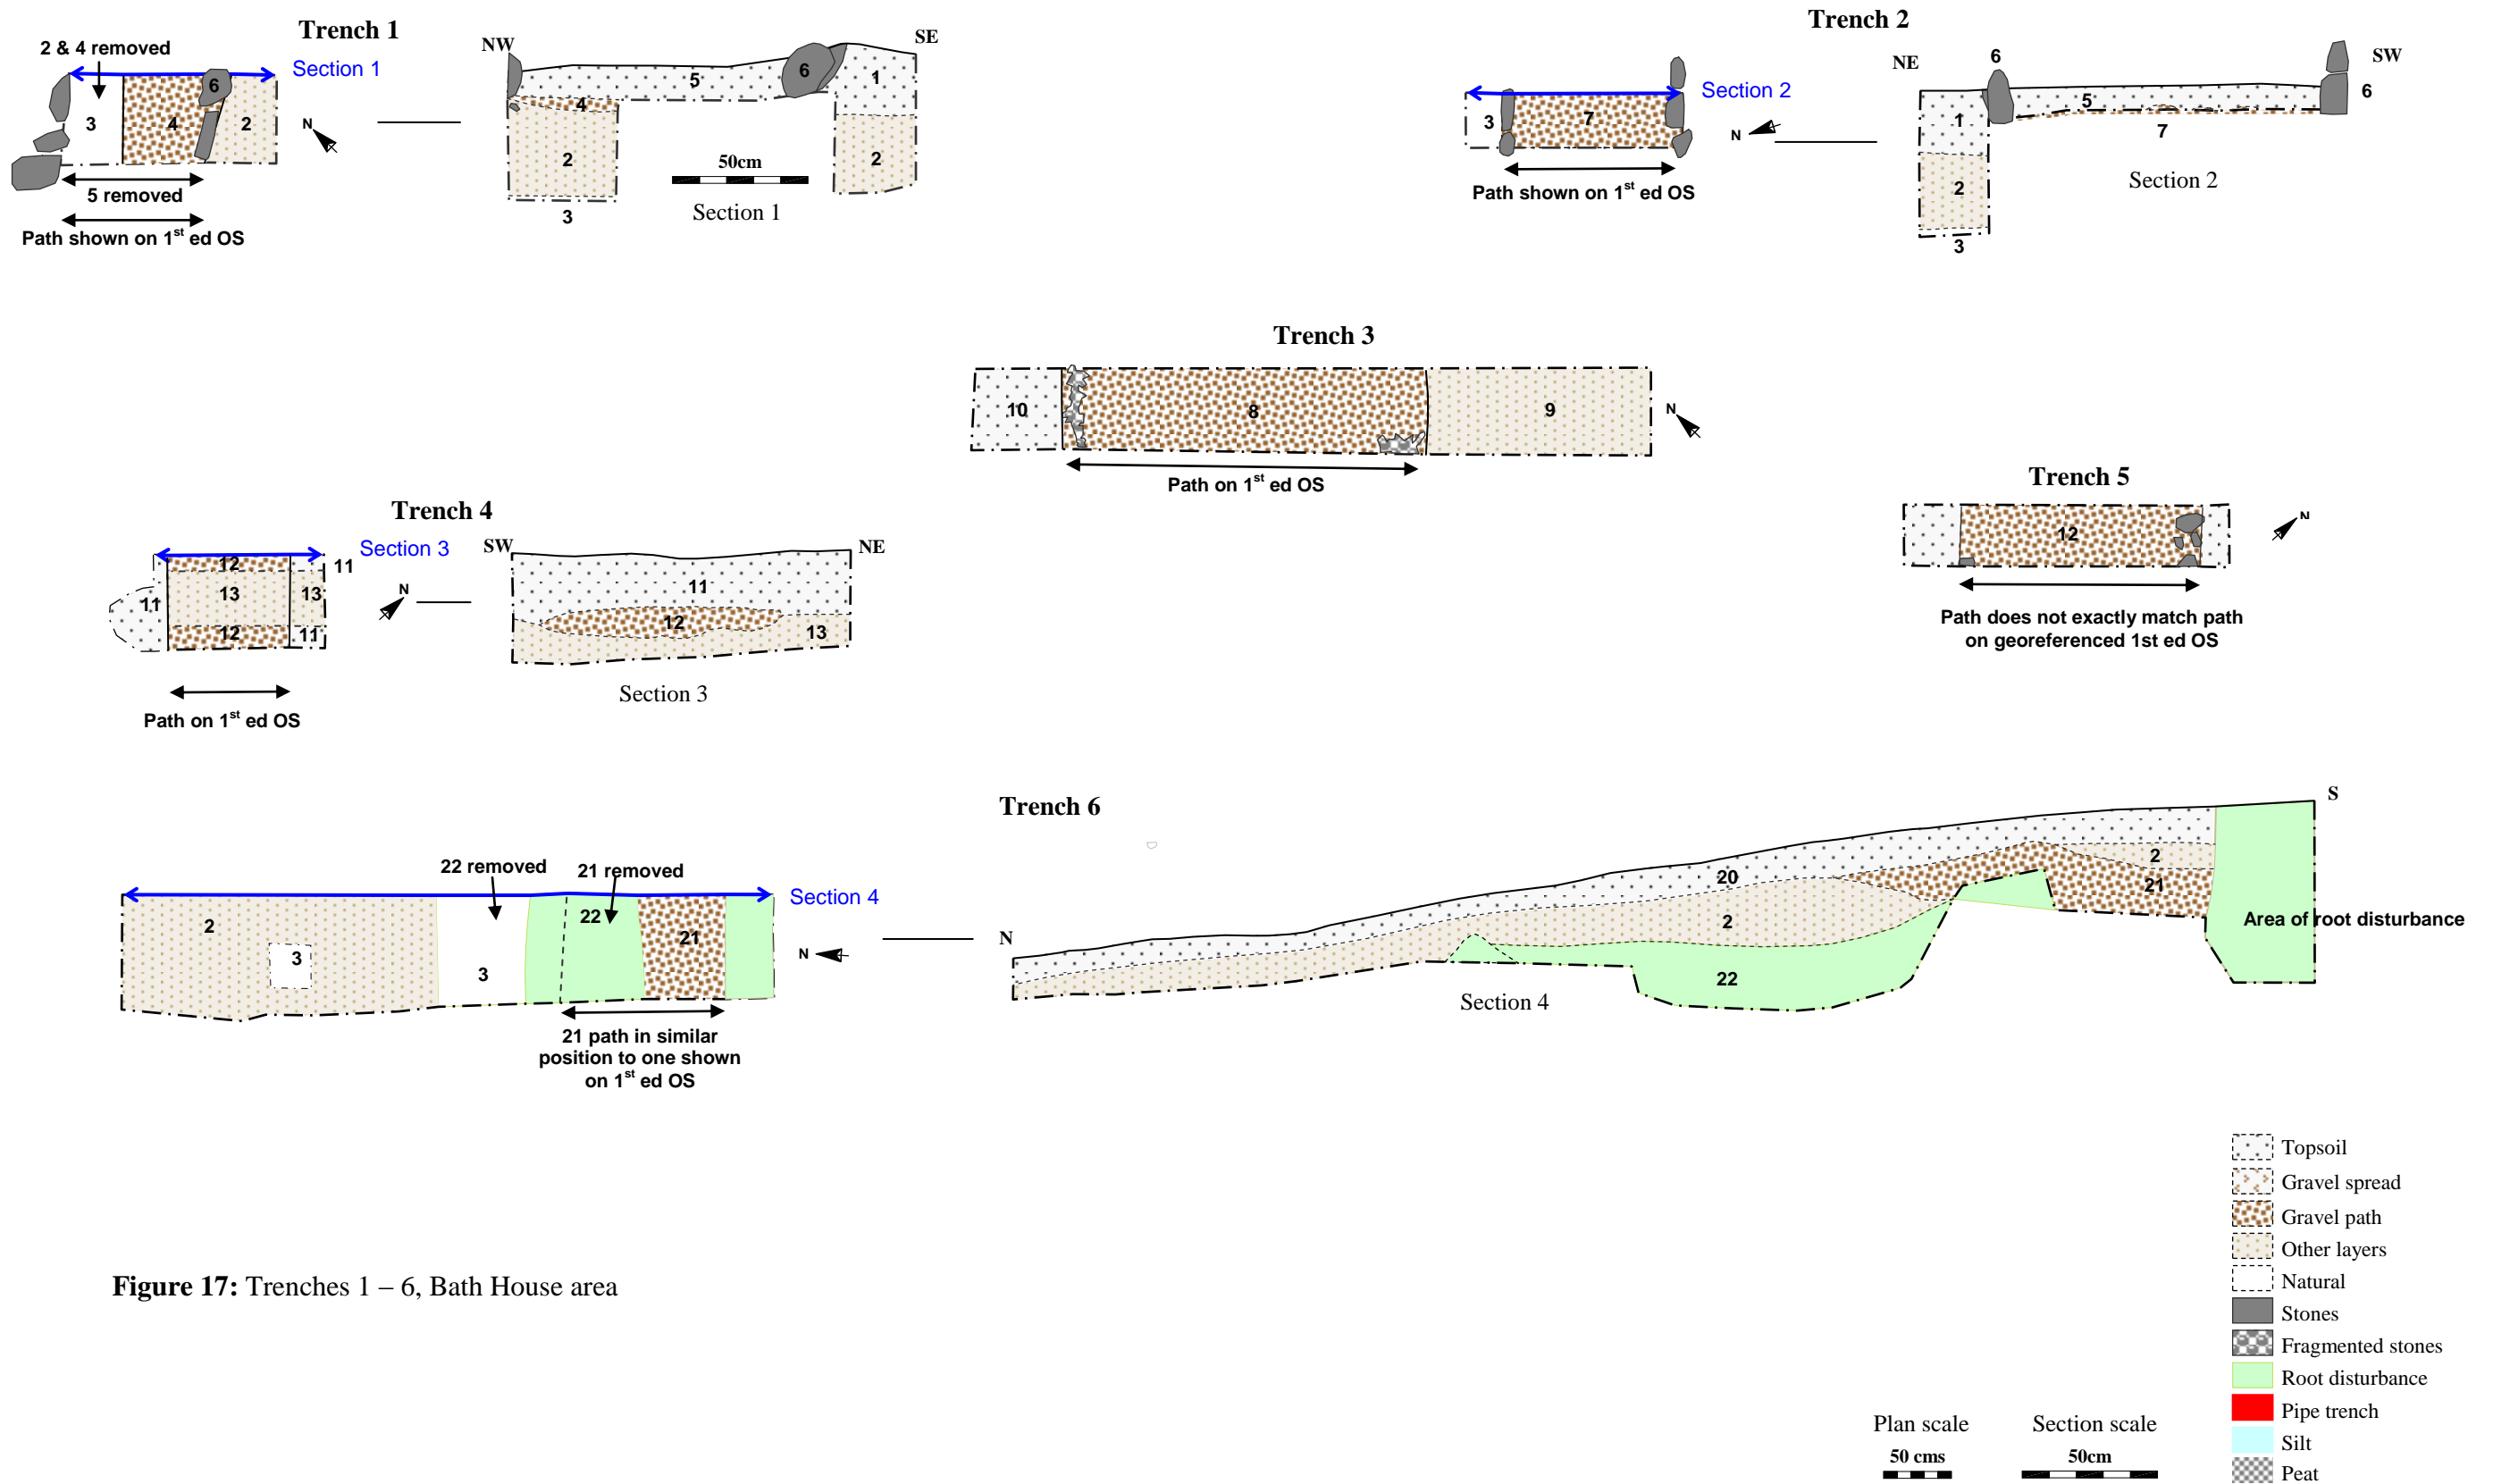 Trench 1
2 & 4 removed
Section 1
3
4
6
2
N
5 removed
Path shown on 1st ed OS
NW
SE
5
6
1
4
2
2
3
50cm
Section 1
Trench 2
Section 2
3
7
N
Path shown on 1st ed OS
NE
SW
6
6
1
5
7
2
3
Section 2
Trench 3
10
8
9
N
Path on 1st ed OS
Trench 4
Section 3
12
11
11
13
13
12
11
N
Path on 1st ed OS
SW
NE
11
12
13
Section 3
Trench 5
12
N
Path does not exactly match path
on georeferenced 1st ed OS
Trench 6
22 removed
21 removed
Section 4
2
3
3
22
21
N
21 path in similar
position to one shown
on 1st ed OS
N
S
20
2
2
21
22
Area of root disturbance
Section 4
Figure 17: Trenches 1 – 6, Bath House area
Topsoil
Gravel spread
Gravel path
Other layers
Natural
Stones
Fragmented stones
Root disturbance
Pipe trench
Silt
Peat
Plan scale
50 cms
Section scale
50cm